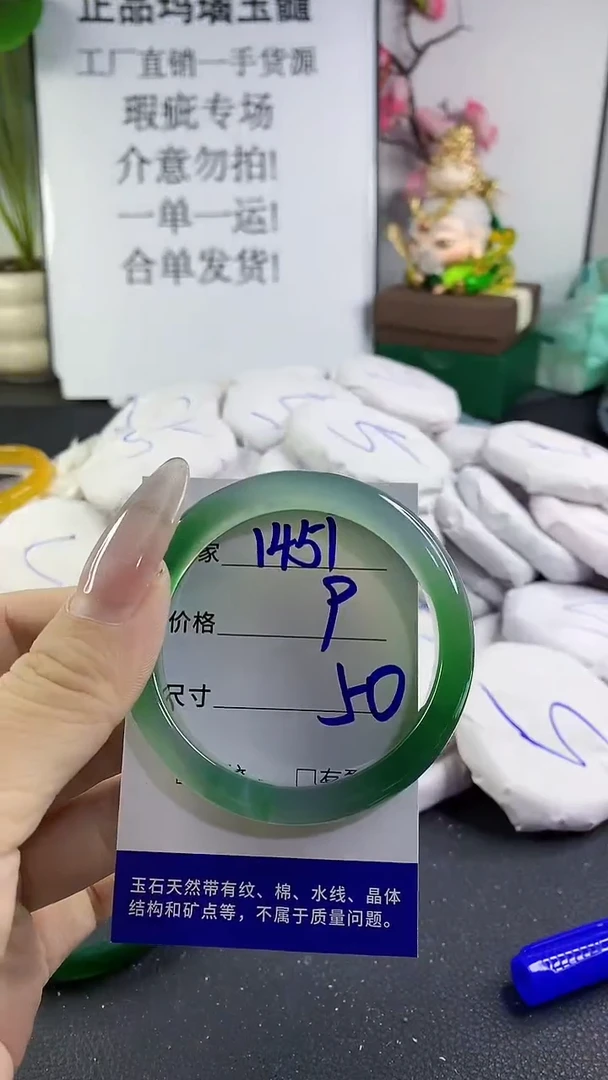 正品玛瑙玉髓
工厂直销一手货源
瑕疵专场
介意勿拍!
一单一运!
合单发货!
家 1451
价格 P
尺寸 50
玉石天然带有纹、棉、水线、晶体
结构和矿点等，不属于质量问题。